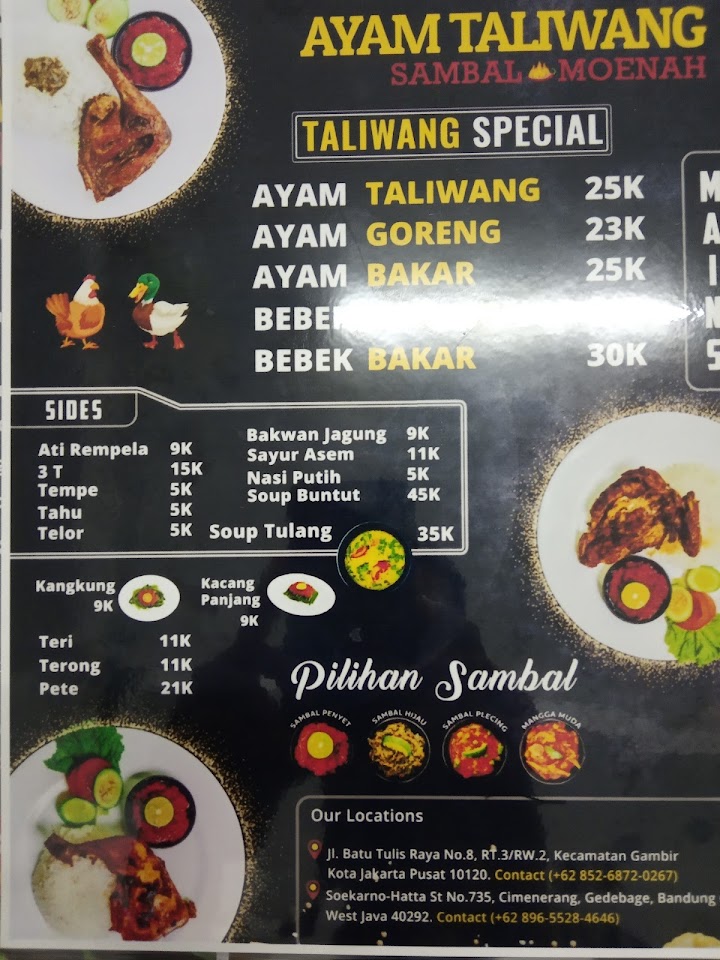 AYAM TALIWANG
SAMBAL MOENAH
TALIWANG SPECIAL
AYAM TALIWANG 25K
AYAM GORENG 23K
AYAM BAKAR 25K
BEBEK
BEBEK BAKAR 30K
M
A
I
N
S
SIDES
Ati Rempela 9K
3 T 15K
Tempe 5K
Tahu 5K
Telor 5K
Bakwan Jagung 9K
Sayur Asem 11K
Nasi Putih 5K
Soup Buntut 45K
Soup Tulang 35K
Kangkung
9K
Kacang
Panjang
9K
Teri 11K
Terong 11K
Pete 21K
Pilihan Sambal
SAMBAL PENYET
SAMBAL HIJAU
SAMBAL PLECING
MANGGA MUDA
Our Locations
Jl. Batu Tulis Raya No.8, RT.3/RW.2, Kecamatan Gambir
Kota Jakarta Pusat 10120. Contact (+62 852-6872-0267)
Soekarno-Hatta St No.735, Cimenerang, Gedebage, Bandung
West Java 40292. Contact (+62 896-5528-4646)